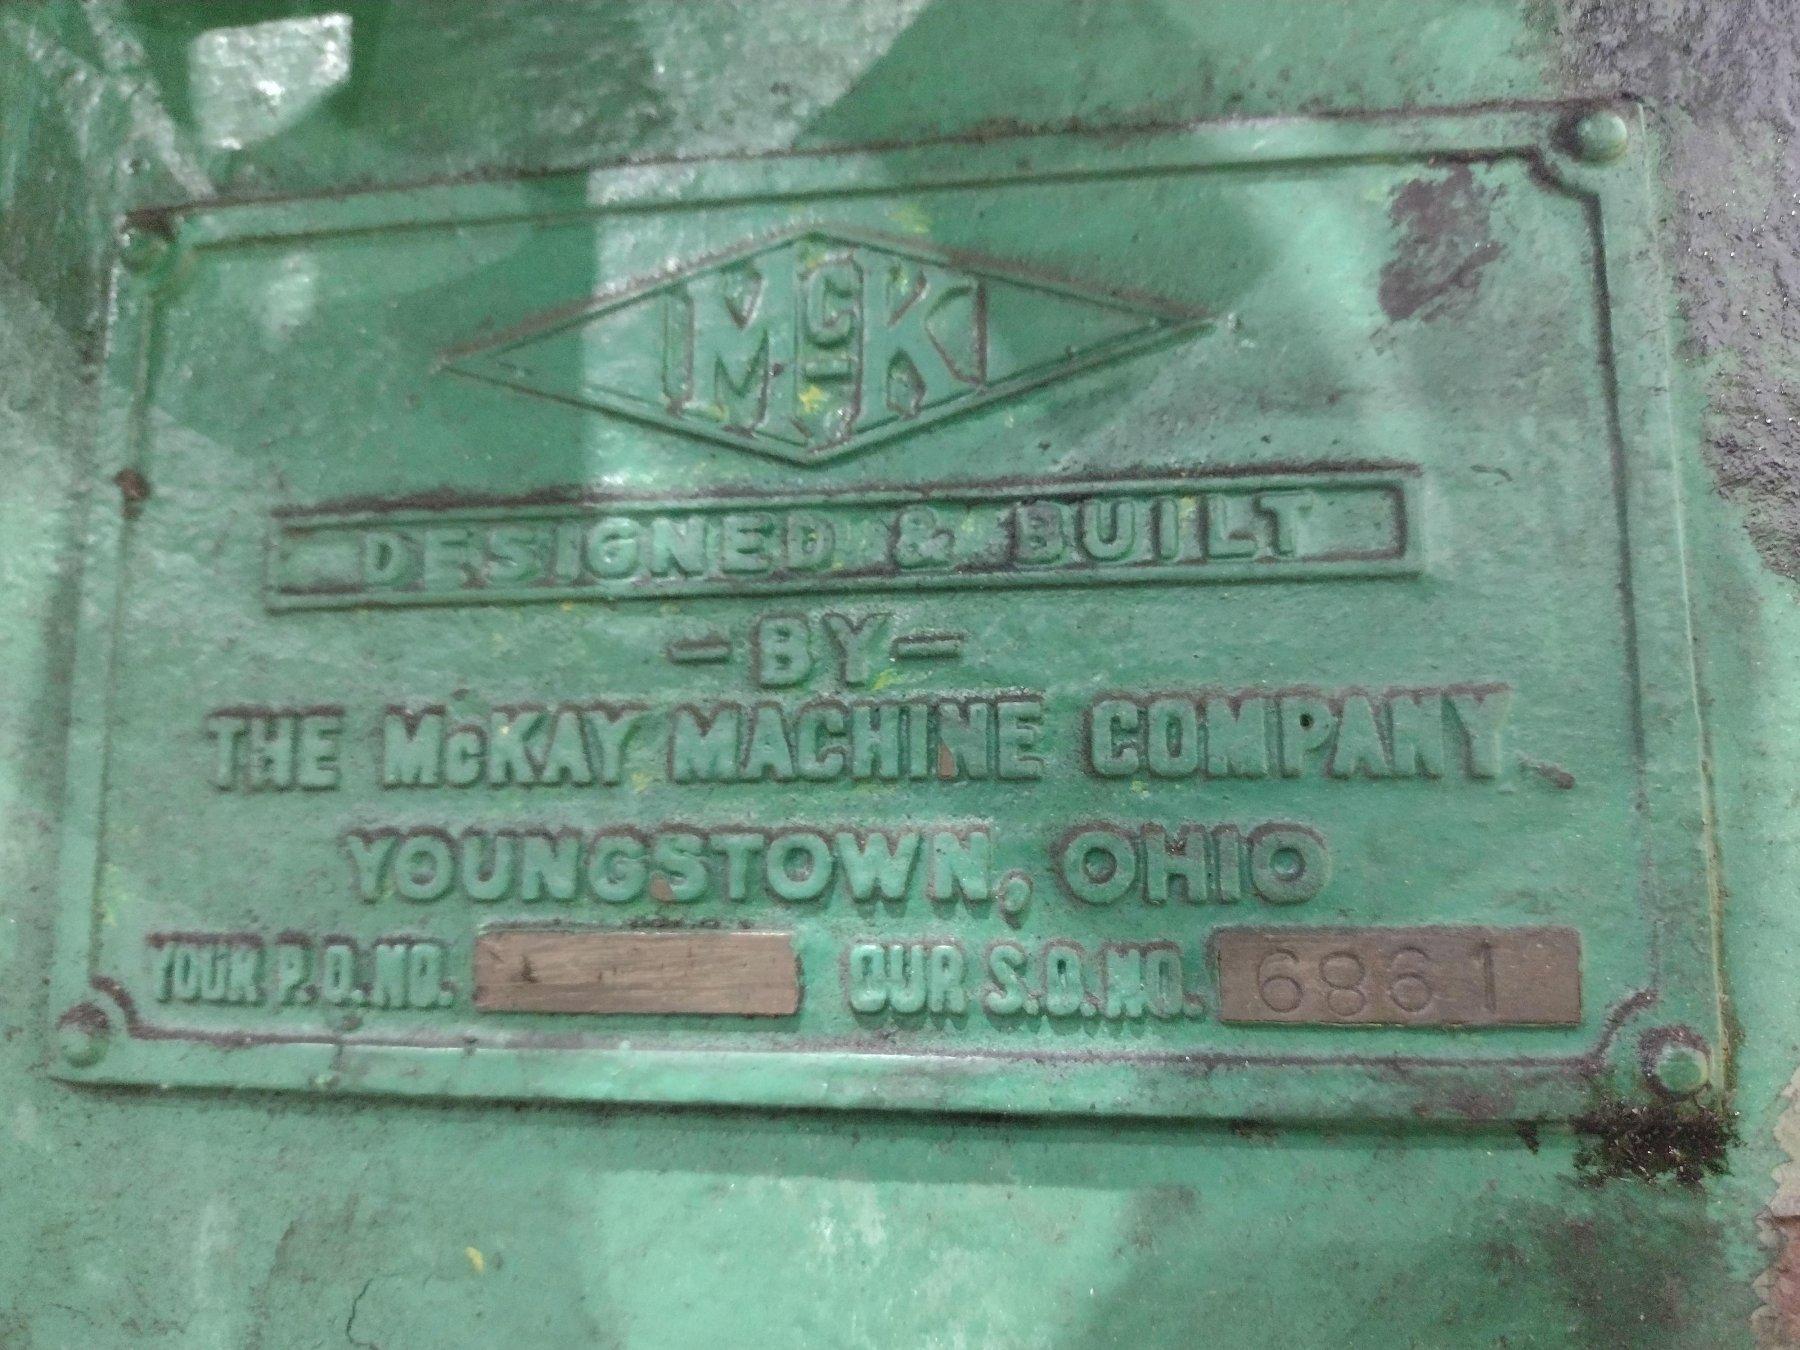 McK
DESIGNED & BUILT
-BY-
THE McKAY MACHINE COMPANY
YOUNGSTOWN, OHIO
YOUR P.O. NO. OUR S.O. NO. 6861